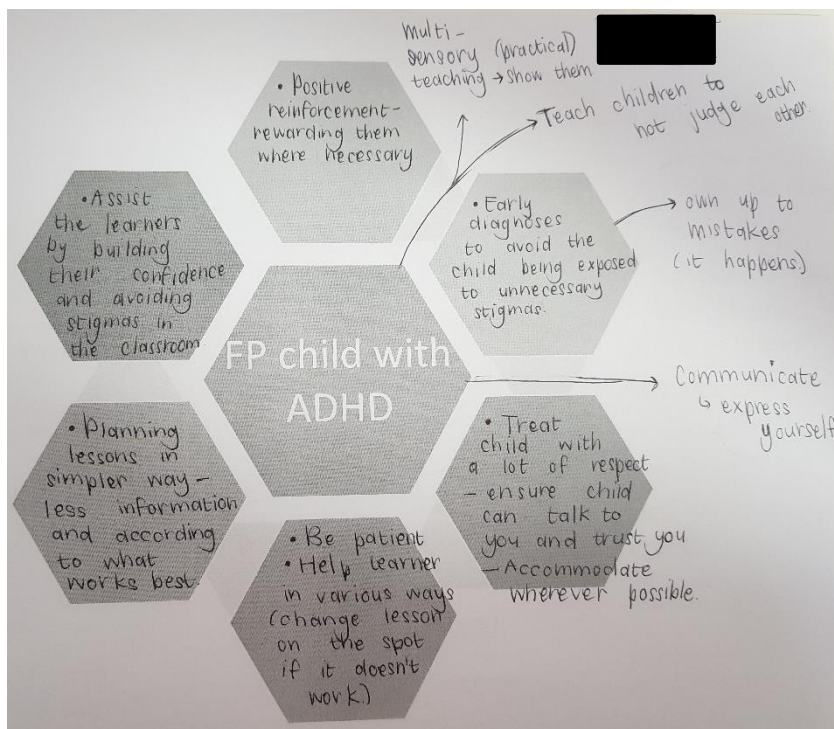 multi-
sensory (practical)
teaching → show them
Teach children to
not judge each
other.
• Positive
reinforcement-
rewarding them
where necessary
• Early
diagnoses
to avoid the
child being exposed
to unnecessary
stigmas.
own up to
mistakes
(it happens)
• Assist
the learners
by building
their confidence
and avoiding
stigmas in
the classroom
FP child with
ADHD
Communicate
↳ express
yourself
• Treat
child with
a lot of respect
- ensure child
can talk to
you and trust you
- Accommodate
wherever possible.
• Planning
lessons in
simpler way -
less information
and according
to what
works best.
• Be patient
• Help learner
in various ways
(change lesson
on the spot
if it doesn't
work.)